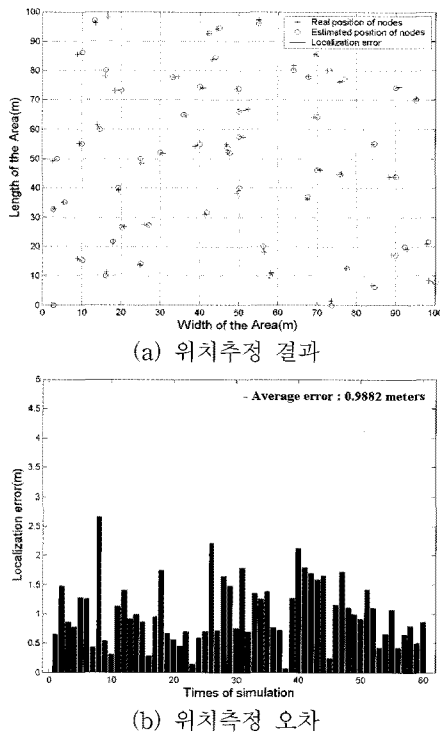 + Real position of nodes
○ Estimated position of nodes
— Localization error
100
90
80
70
60
50
40
30
20
10
0
Length of the Area(m)
0 10 20 30 40 50 60 70 80 90 100
Width of the Area(m)
(a) 위치추정 결과
- Average error : 0.9882 meters
5
4.5
4
3.5
3
2.5
2
1.5
1
0.5
0
Localization error(m)
0 10 20 30 40 50 60
Times of simulation
(b) 위치측정 오차